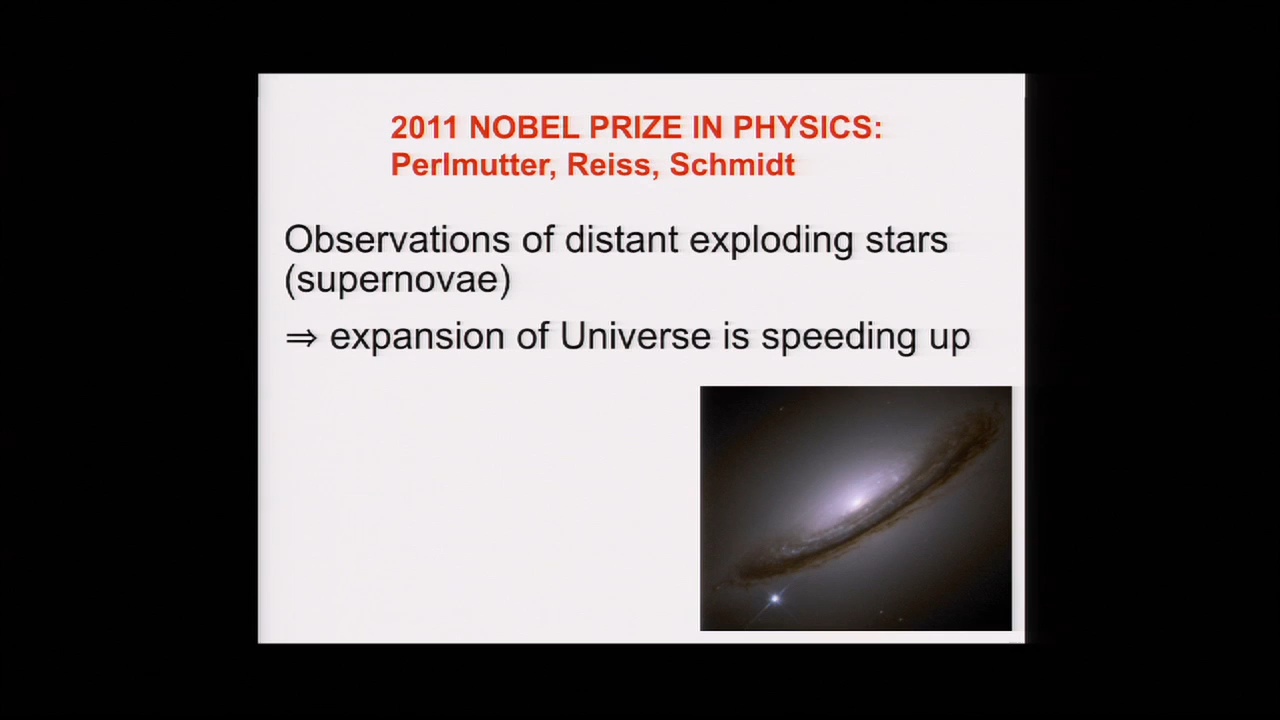 2011 NOBEL PRIZE IN PHYSICS:
Perlmutter, Reiss, Schmidt
Observations of distant exploding stars
(supernovae)
⇒ expansion of Universe is speeding up